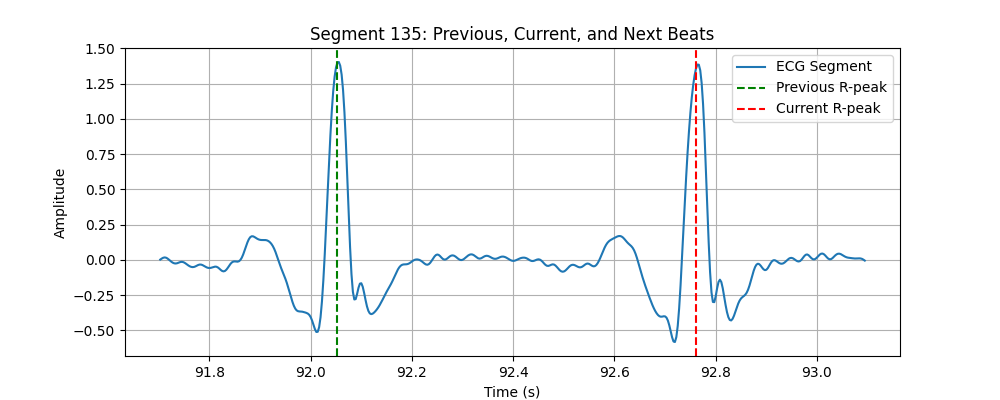 Segment 135: Previous, Current, and Next Beats
1.50
1.25
1.00
0.75
0.50
0.25
0.00
−0.25
−0.50
Amplitude
ECG Segment
Previous R-peak
Current R-peak
91.8 92.0 92.2 92.4 92.6 92.8 93.0
Time (s)